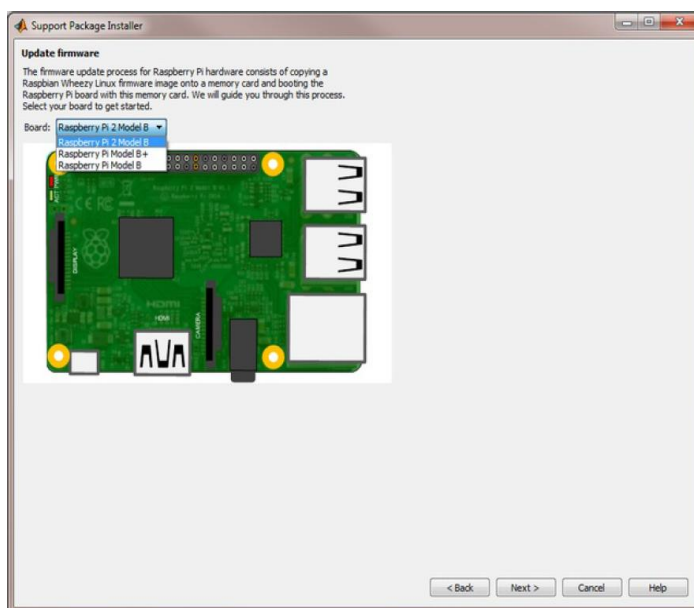 Support Package Installer
Update firmware
The firmware update process for Raspberry Pi hardware consists of copying a
Raspbian Wheezy Linux firmware image onto a memory card and booting the
Raspberry Pi board with this memory card. We will guide you through this process.
Select your board to get started.
Board: Raspberry Pi 2 Model B
Raspberry Pi 2 Model B
Raspberry Pi Model B+
Raspberry Pi Model B
ACT PWR
DISPLAY
HDMI
CAMERA
< Back Next > Cancel Help